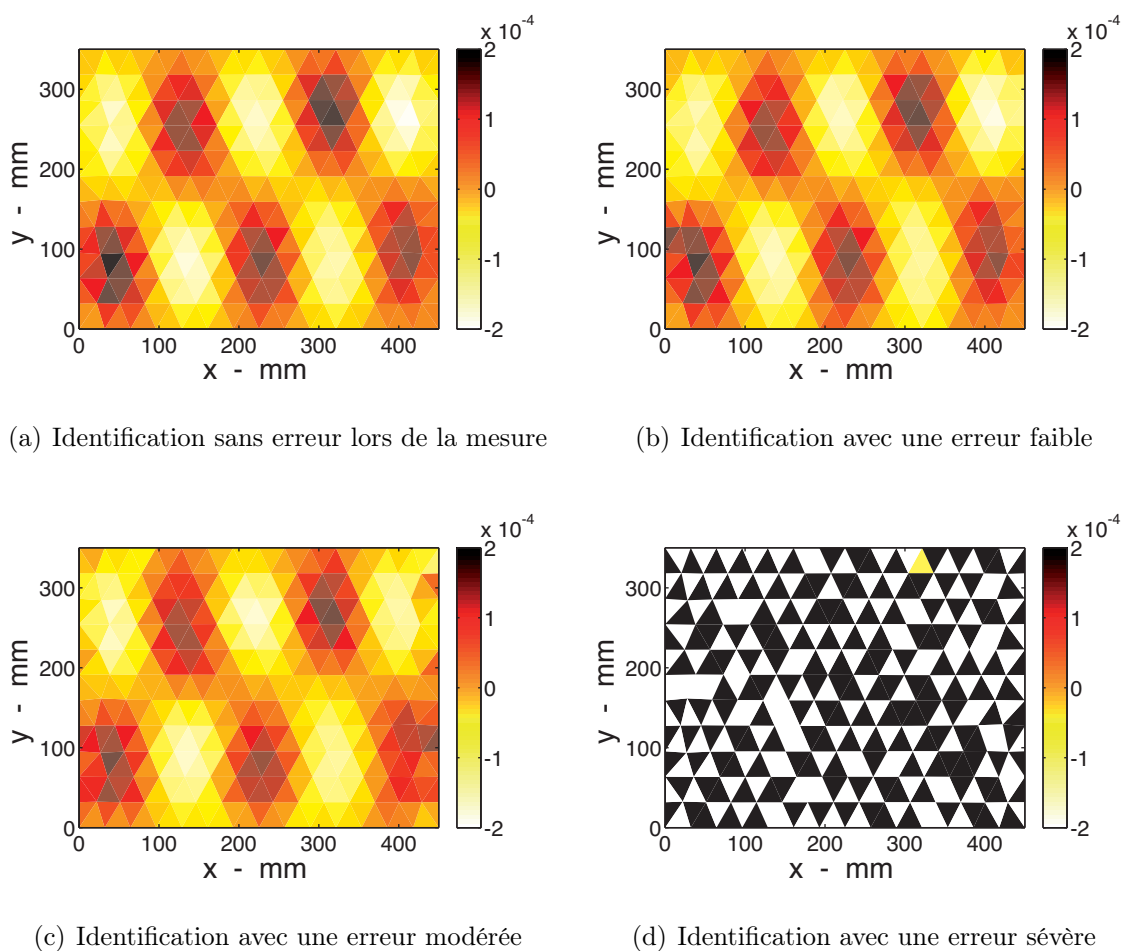 x 10-4
2
1
0
-1
-2
300
200
100
0
0 100 200 300 400
y - mm
x - mm
(a) Identification sans erreur lors de la mesure
x 10-4
2
1
0
-1
-2
300
200
100
0
0 100 200 300 400
y - mm
x - mm
(b) Identification avec une erreur faible
x 10-4
2
1
0
-1
-2
300
200
100
0
0 100 200 300 400
y - mm
x - mm
(c) Identification avec une erreur modérée
x 10-4
2
1
0
-1
-2
300
200
100
0
0 100 200 300 400
y - mm
x - mm
(d) Identification avec une erreur sévère